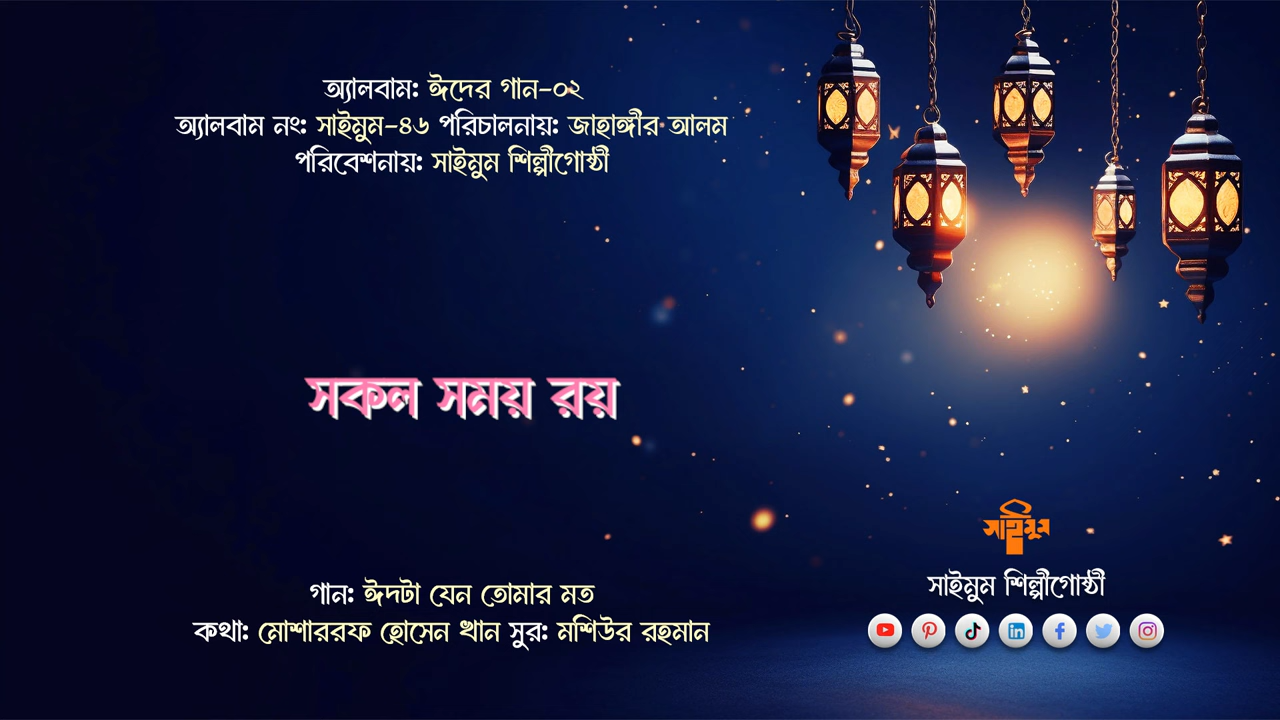 অ্যালবাম: ঈদের গান-০২
অ্যালবাম নং: সাইমুম-৪৬ পরিচালনায়: জাহাঙ্গীর আলম
পরিবেশনায়: সাইমুম শিল্পীগোষ্ঠী
সকল সময় রয়
গান: ঈদটা যেন তোমার মত
কথা: মোশাররফ হোসেন খান সুর: মশিউর রহমান
সাইমুম
সাইমুম শিল্পীগোষ্ঠী